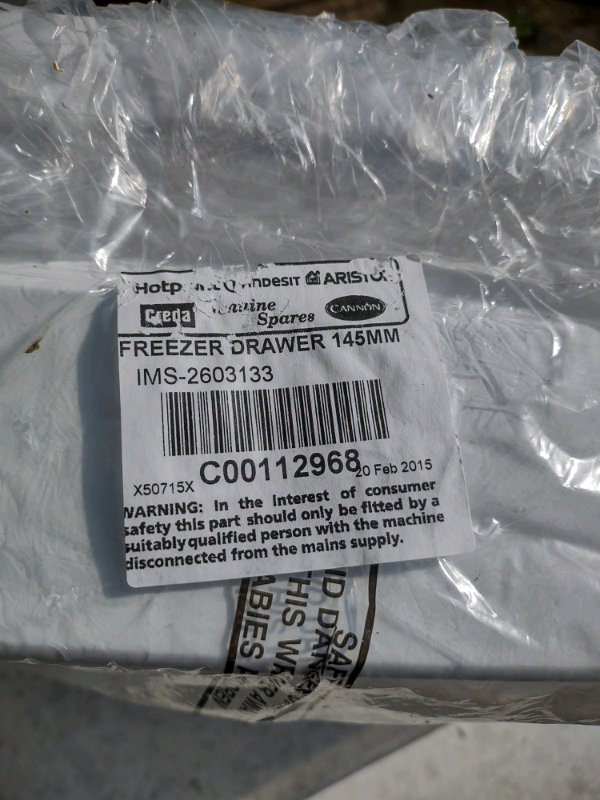 INDESIT ARISTON
Creda Genuine
Spares CANNON
FREEZER DRAWER 145MM
IMS-2603133
X50715X C00112968 20 Feb 2015
WARNING: In the interest of consumer
safety this part should only be fitted by a
suitably qualified person with the machine
disconnected from the mains supply.
THIS